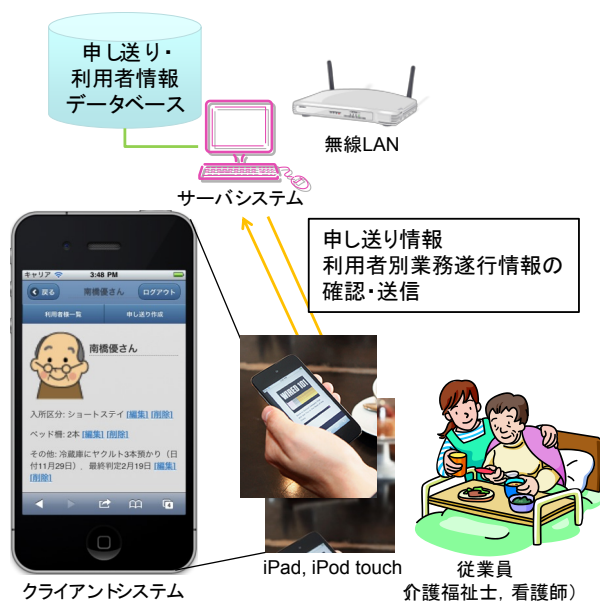 申し送り・
利用者情報
データベース
無線LAN
サーバシステム
申し送り情報
利用者別業務遂行情報の
確認・送信
キャリア 3:48 PM
戻る 南橋優さん ログアウト
利用者様一覧 申し送り作成
南橋優さん
入所区分: ショートステイ [編集] [削除]
ベッド柵: 2本 [編集] [削除]
その他: 冷蔵庫にヤクルト3本預かり（日
付11月29日）, 最終判定2月19日 [編集]
[削除]
WIRED 101
iPad, iPod touch
クライアントシステム
従業員
介護福祉士, 看護師）